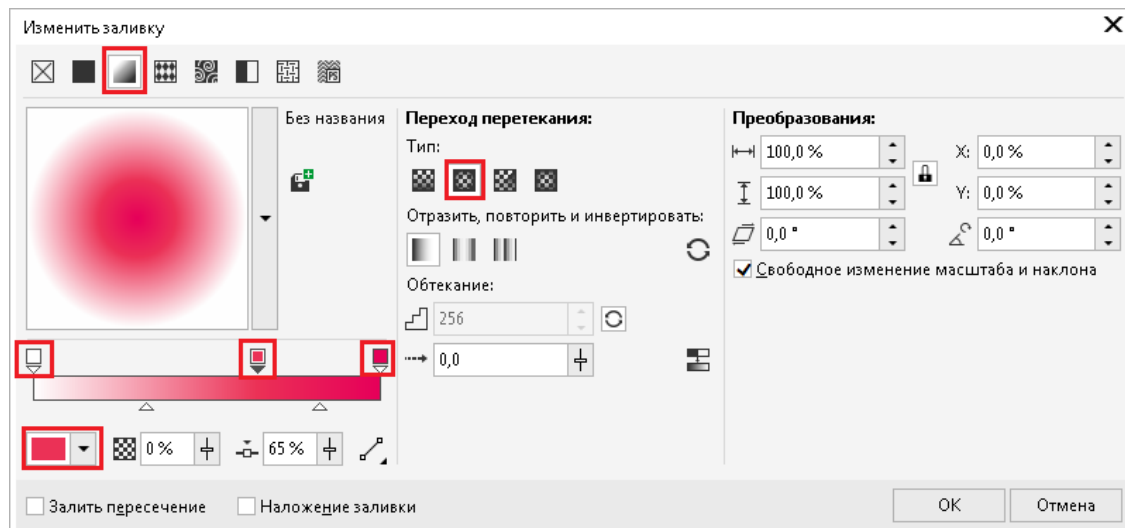 Изменить заливку
PS
Без названия
Переход перетекания:
Тип:
Отразить, повторить и инвертировать:
Обтекание:
256
0,0
Преобразования:
100,0 %
X: 0,0 %
100,0 %
Y: 0,0 %
0,0 °
0,0 °
Свободное изменение масштаба и наклона
0 %
65 %
Залить пересечение
Наложение заливки
OK
Отмена